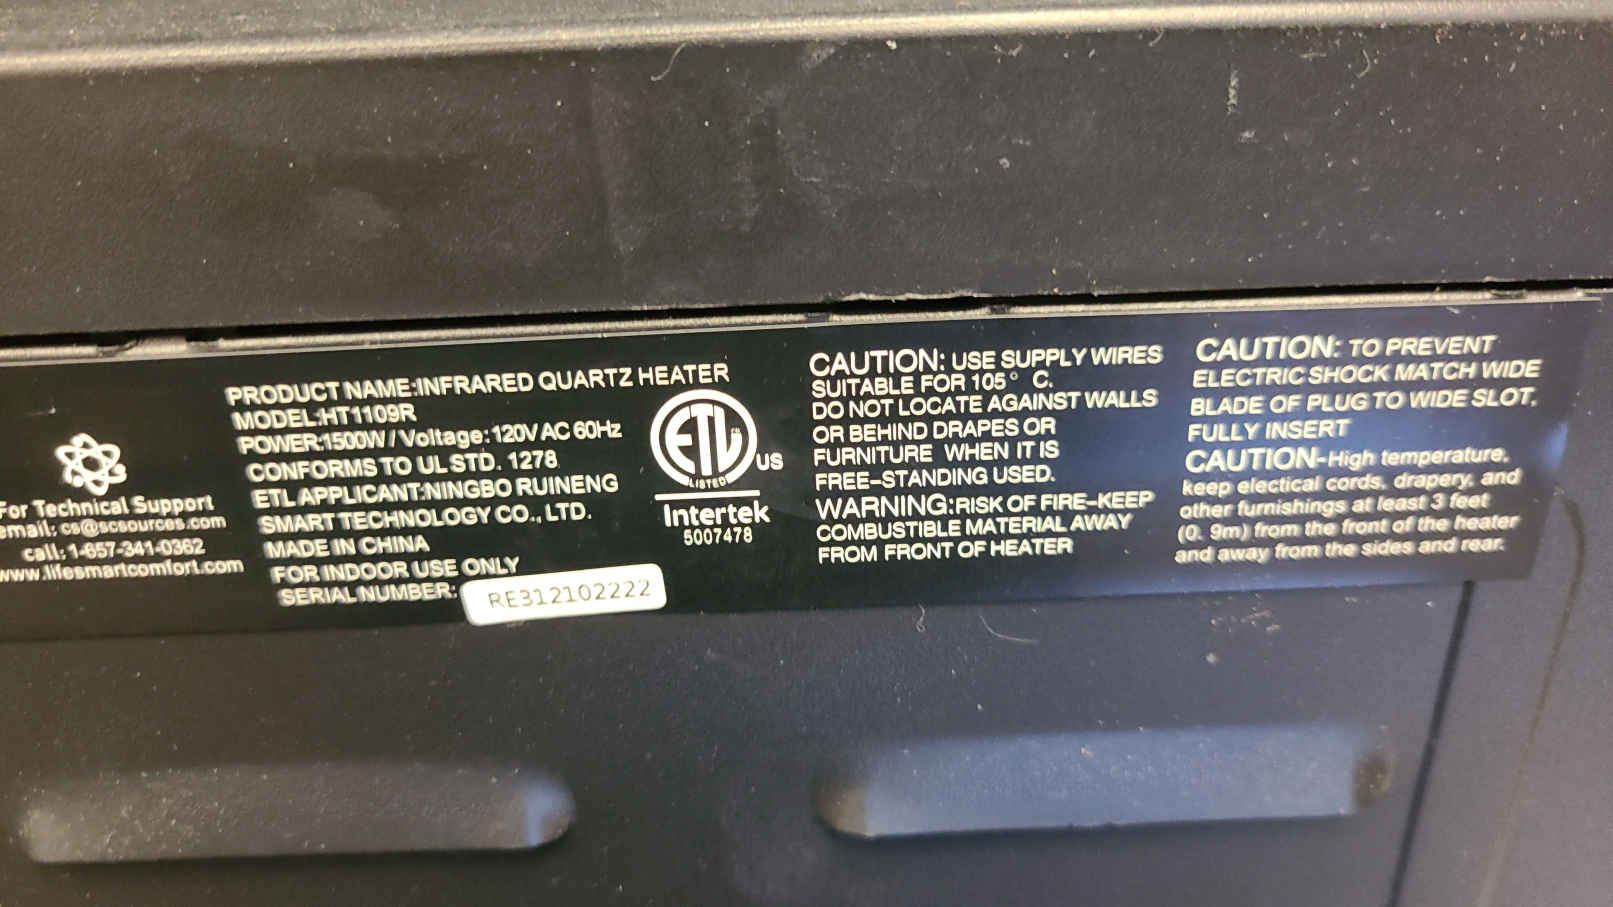 For Technical Support
email: cs@scsources.com
call: 1-657-341-0362
www.lifesmartcomfort.com
PRODUCT NAME:INFRARED QUARTZ HEATER
MODEL:HT1109R
POWER:1500W / Voltage:120V AC 60Hz
CONFORMS TO UL STD. 1278
ETL APPLICANT:NINGBO RUINENG
SMART TECHNOLOGY CO., LTD.
MADE IN CHINA
FOR INDOOR USE ONLY
SERIAL NUMBER: RE312102222
ETL
LISTED
US
Intertek
5007478
CAUTION: USE SUPPLY WIRES
SUITABLE FOR 105° C.
DO NOT LOCATE AGAINST WALLS
OR BEHIND DRAPES OR
FURNITURE WHEN IT IS
FREE-STANDING USED.
WARNING:RISK OF FIRE-KEEP
COMBUSTIBLE MATERIAL AWAY
FROM FRONT OF HEATER
CAUTION: TO PREVENT
ELECTRIC SHOCK MATCH WIDE
BLADE OF PLUG TO WIDE SLOT,
FULLY INSERT
CAUTION-High temperature,
keep electical cords, drapery, and
other furnishings at least 3 feet
(0. 9m) from the front of the heater
and away from the sides and rear.